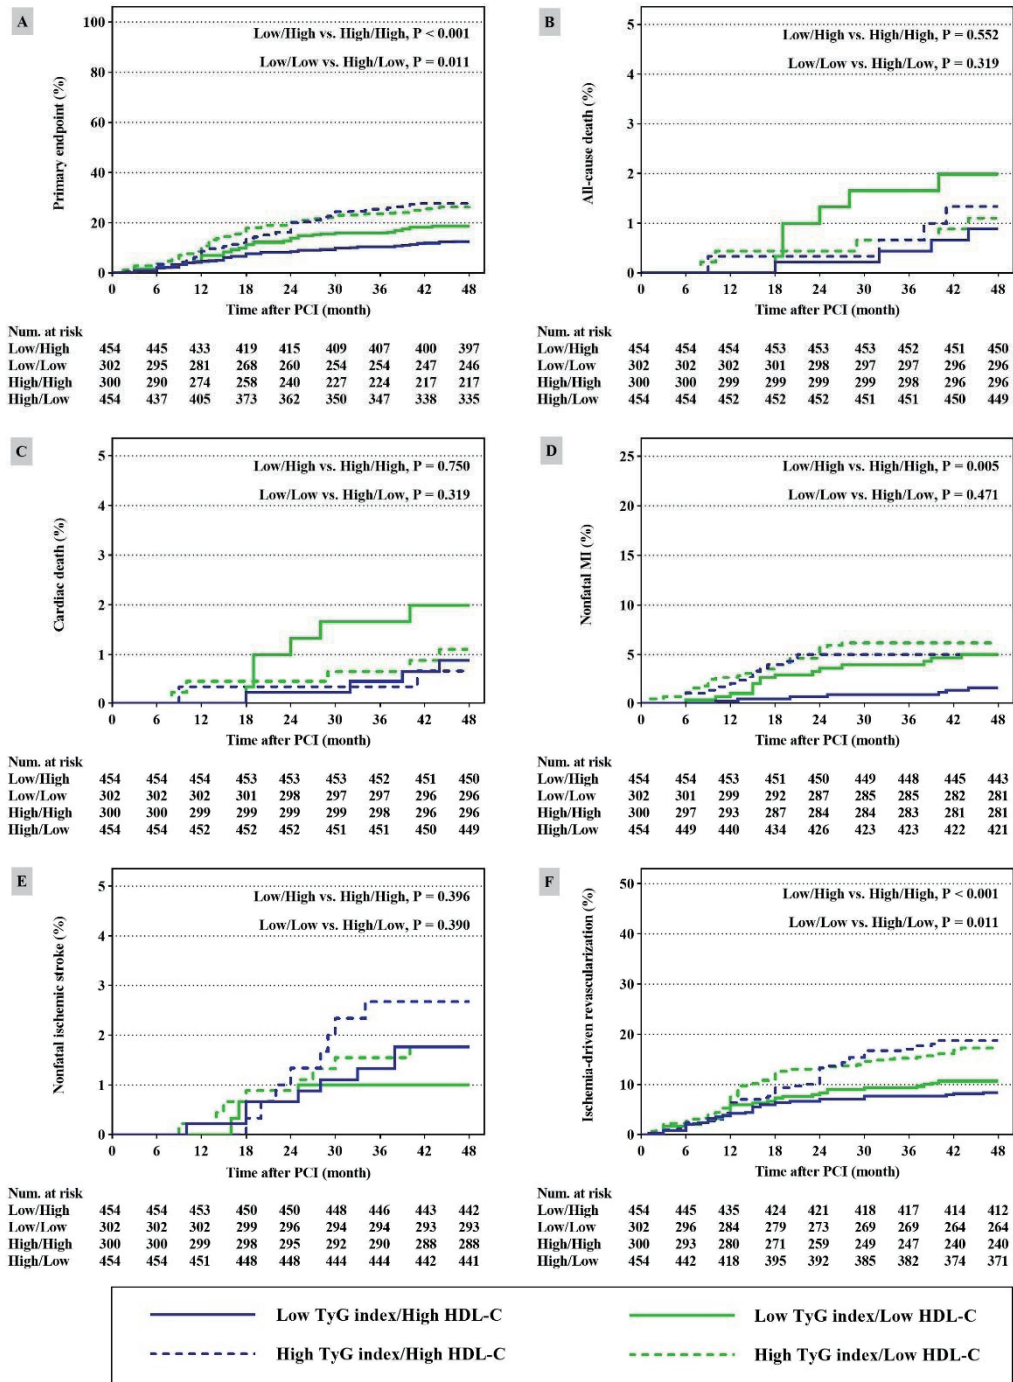 A
Primary endpoint (%)
100
80
60
40
20
0
Low/High vs. High/High, P < 0.001
Low/Low vs. High/Low, P = 0.011
0 6 12 18 24 30 36 42 48
Time after PCI (month)
Num. at risk
Low/High 454 445 433 419 415 409 407 400 397
Low/Low 302 295 281 268 260 254 254 247 246
High/High 300 290 274 258 240 227 224 217 217
High/Low 454 437 405 373 362 350 347 338 335
B
All-cause death (%)
5
4
3
2
1
0
Low/High vs. High/High, P = 0.552
Low/Low vs. High/Low, P = 0.319
0 6 12 18 24 30 36 42 48
Time after PCI (month)
Num. at risk
Low/High 454 454 454 453 453 453 452 451 450
Low/Low 302 302 302 301 298 297 297 296 296
High/High 300 300 299 299 299 299 298 296 296
High/Low 454 454 452 452 452 451 451 450 449
C
Cardiac death (%)
5
4
3
2
1
0
Low/High vs. High/High, P = 0.750
Low/Low vs. High/Low, P = 0.319
0 6 12 18 24 30 36 42 48
Time after PCI (month)
Num. at risk
Low/High 454 454 454 453 453 453 452 451 450
Low/Low 302 302 302 301 298 297 297 296 296
High/High 300 300 299 299 299 299 298 296 296
High/Low 454 454 452 452 452 451 451 450 449
D
Nonfatal MI (%)
25
20
15
10
5
0
Low/High vs. High/High, P = 0.005
Low/Low vs. High/Low, P = 0.471
0 6 12 18 24 30 36 42 48
Time after PCI (month)
Num. at risk
Low/High 454 454 453 451 450 449 448 445 443
Low/Low 302 301 299 292 287 285 285 282 281
High/High 300 297 293 287 284 284 283 281 281
High/Low 454 449 440 434 426 423 423 422 421
E
Nonfatal ischemic stroke (%)
5
4
3
2
1
0
Low/High vs. High/High, P = 0.396
Low/Low vs. High/Low, P = 0.390
0 6 12 18 24 30 36 42 48
Time after PCI (month)
Num. at risk
Low/High 454 454 453 450 450 448 446 443 442
Low/Low 302 302 302 299 296 294 294 293 293
High/High 300 300 299 298 295 292 290 288 288
High/Low 454 454 451 448 448 444 444 442 441
F
Ischemia-driven revascularization (%)
50
40
30
20
10
0
Low/High vs. High/High, P < 0.001
Low/Low vs. High/Low, P = 0.011
0 6 12 18 24 30 36 42 48
Time after PCI (month)
Num. at risk
Low/High 454 445 435 424 421 418 417 414 412
Low/Low 302 296 284 279 273 269 269 264 264
High/High 300 293 280 271 259 249 247 240 240
High/Low 454 442 418 395 392 385 382 374 371
Low TyG index/High HDL-C
Low TyG index/Low HDL-C
High TyG index/High HDL-C
High TyG index/Low HDL-C